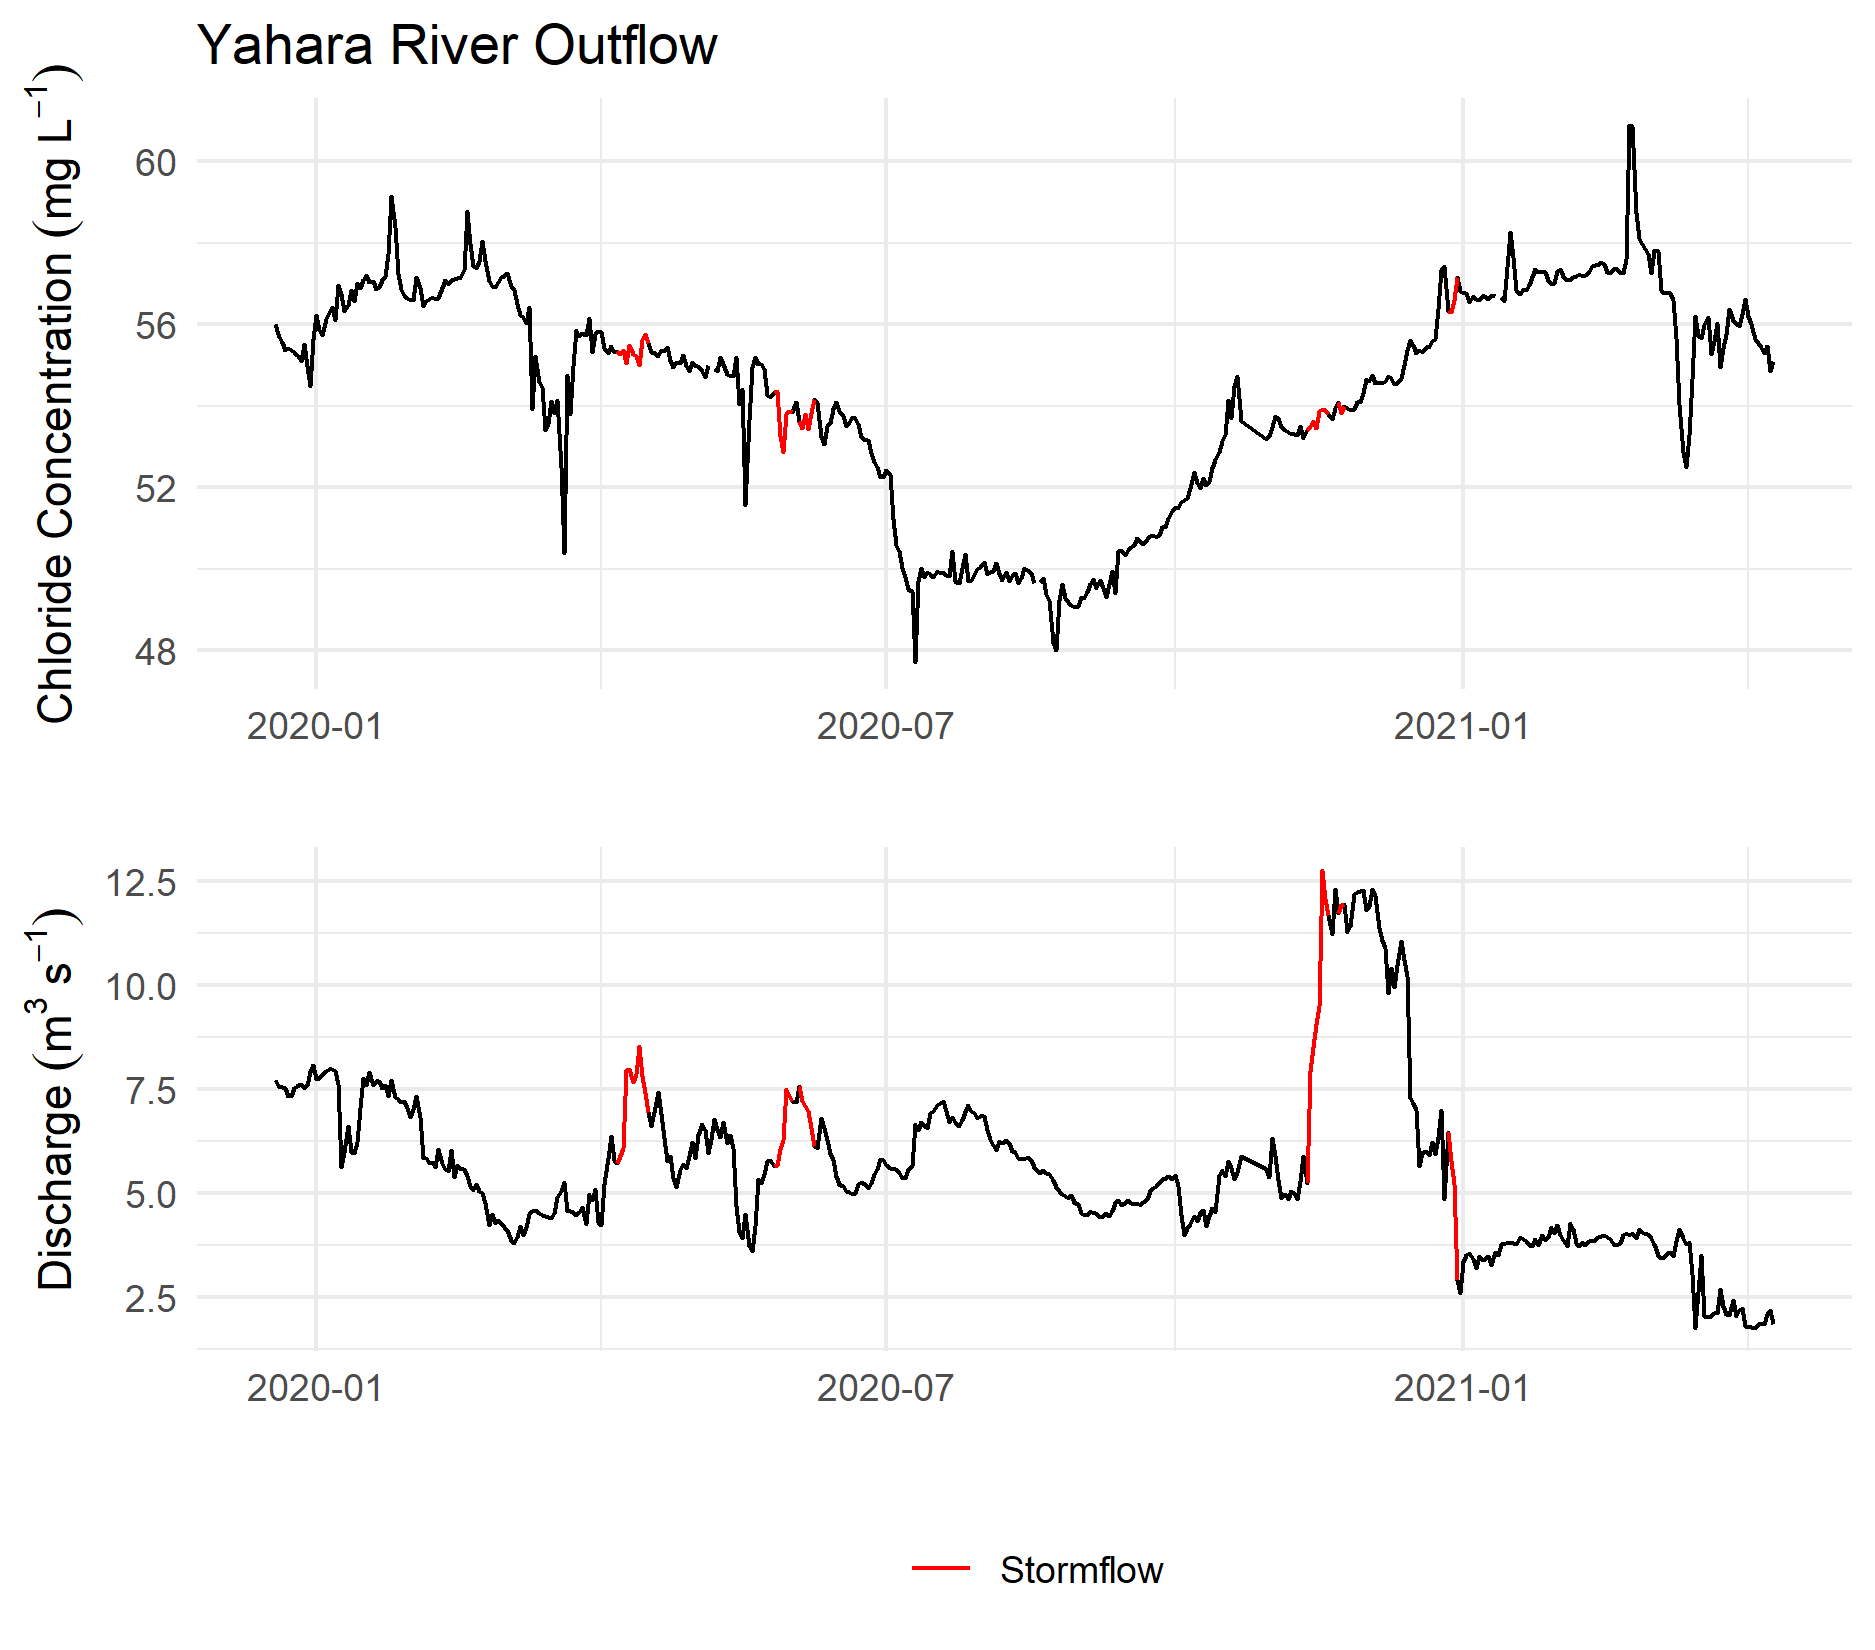 Yahara River Outflow
Chloride Concentration (mg L⁻¹)
60
56
52
48
2020-01 2020-07 2021-01
Discharge (m³ s⁻¹)
12.5
10.0
7.5
5.0
2.5
2020-01 2020-07 2021-01
Stormflow